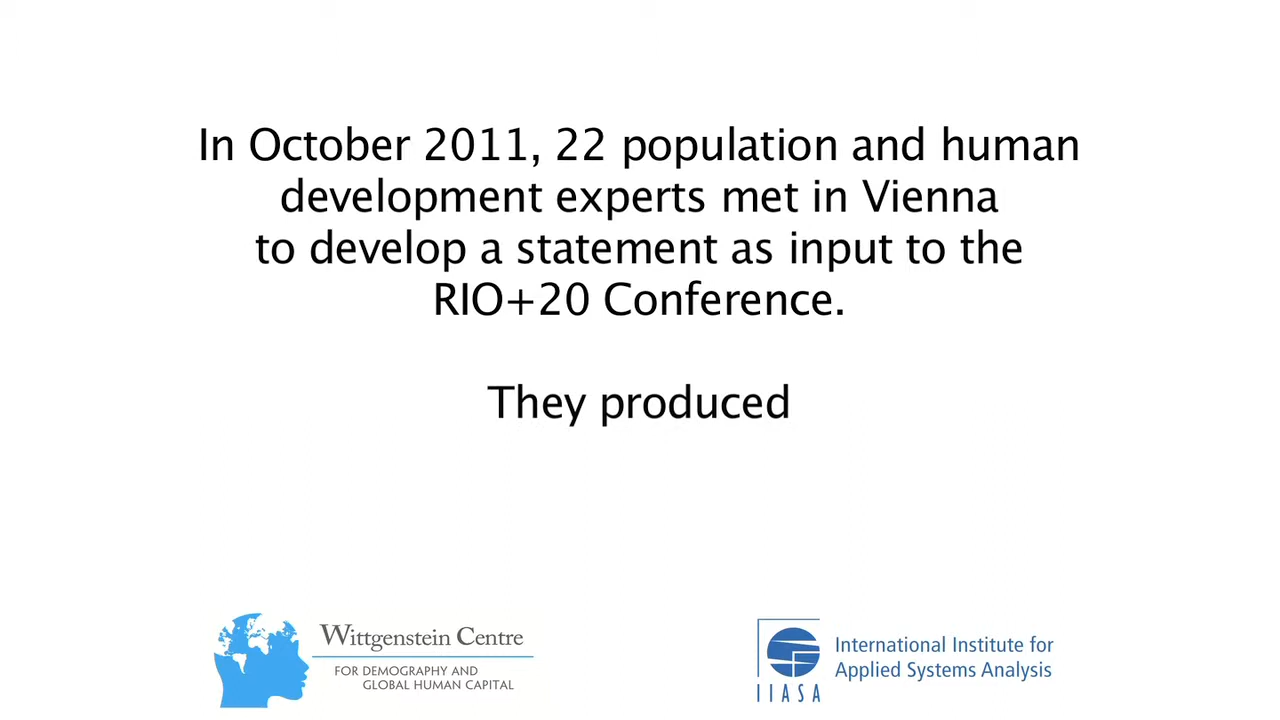 In October 2011, 22 population and human
development experts met in Vienna
to develop a statement as input to the
RIO+20 Conference.
They produced
Wittgenstein Centre
FOR DEMOGRAPHY AND
GLOBAL HUMAN CAPITAL
IIASA
International Institute for
Applied Systems Analysis